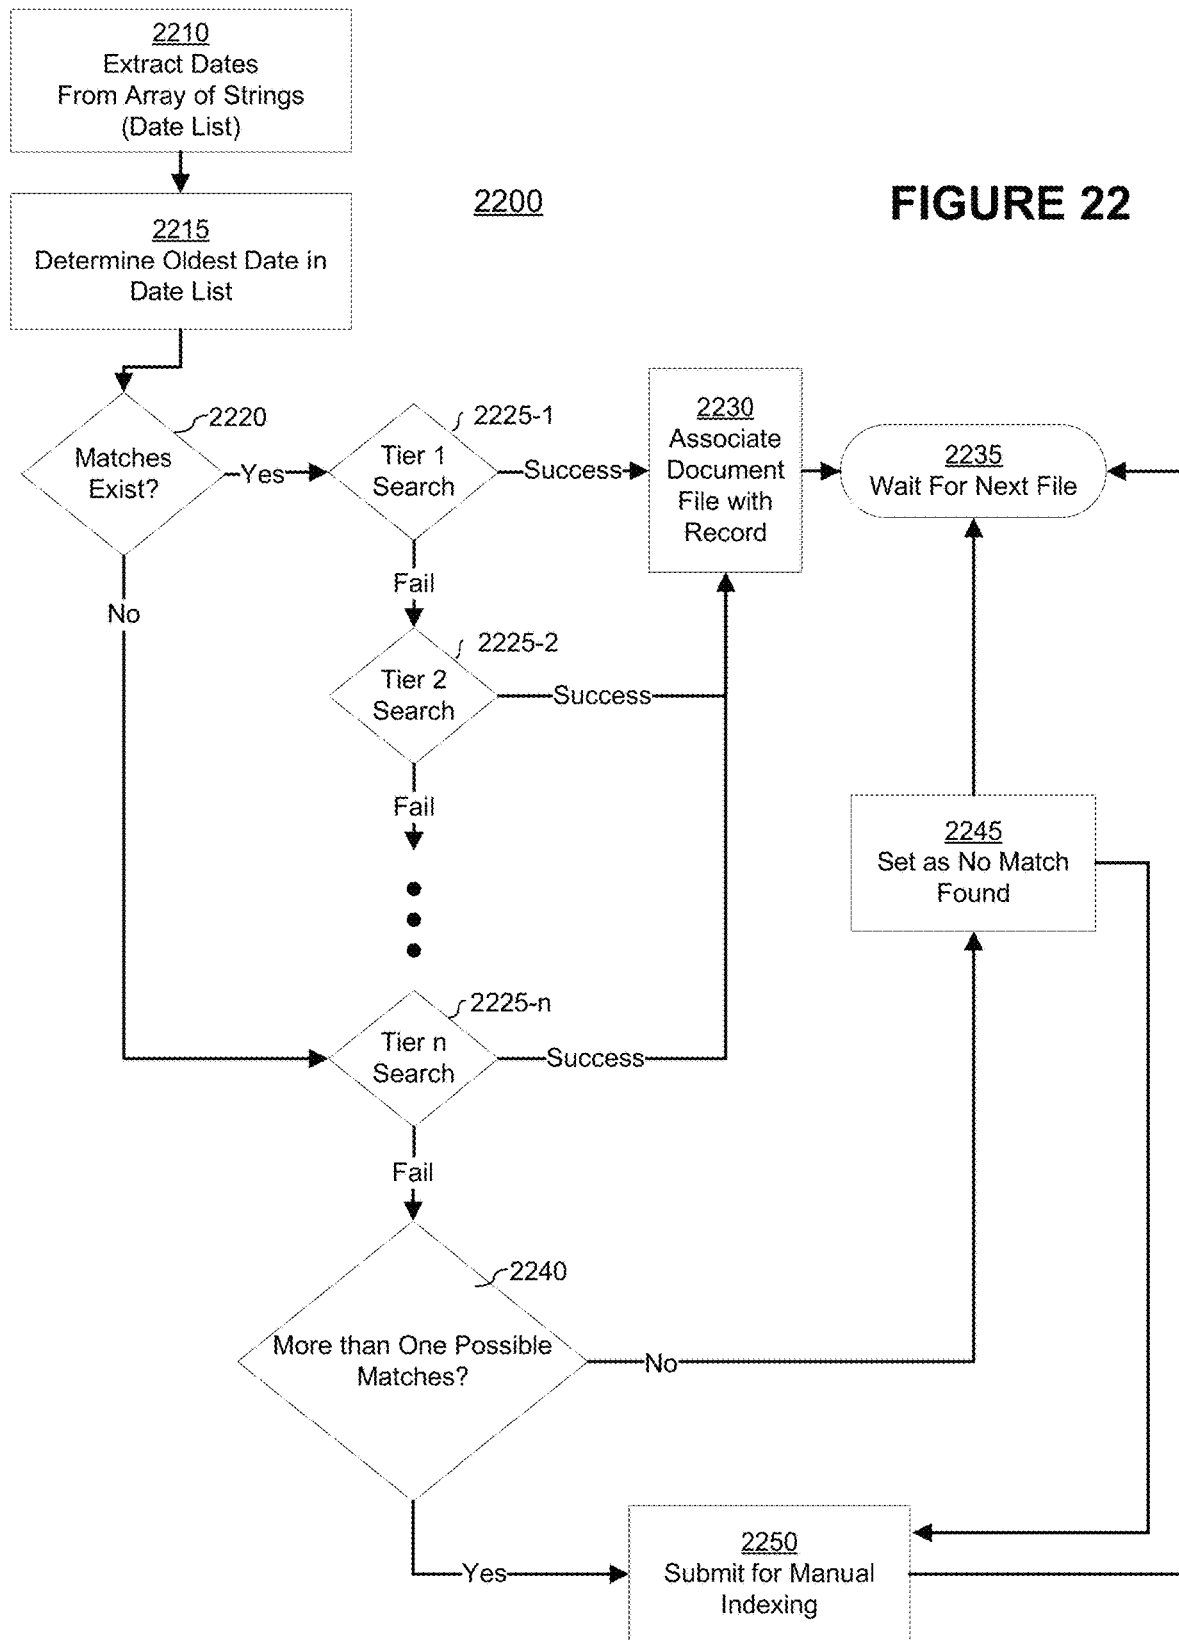 2210
Extract Dates
From Array of Strings
(Date List)
2200
FIGURE 22
2215
Determine Oldest Date in
Date List
2220
Matches
Exist?
Yes
No
2225-1
Tier 1
Search
Success
Fail
2230
Associate
Document
File with
Record
2235
Wait For Next File
2225-2
Tier 2
Search
Success
Fail
2245
Set as No Match
Found
2225-n
Tier n
Search
Success
Fail
2240
More than One Possible
Matches?
No
Yes
2250
Submit for Manual
Indexing